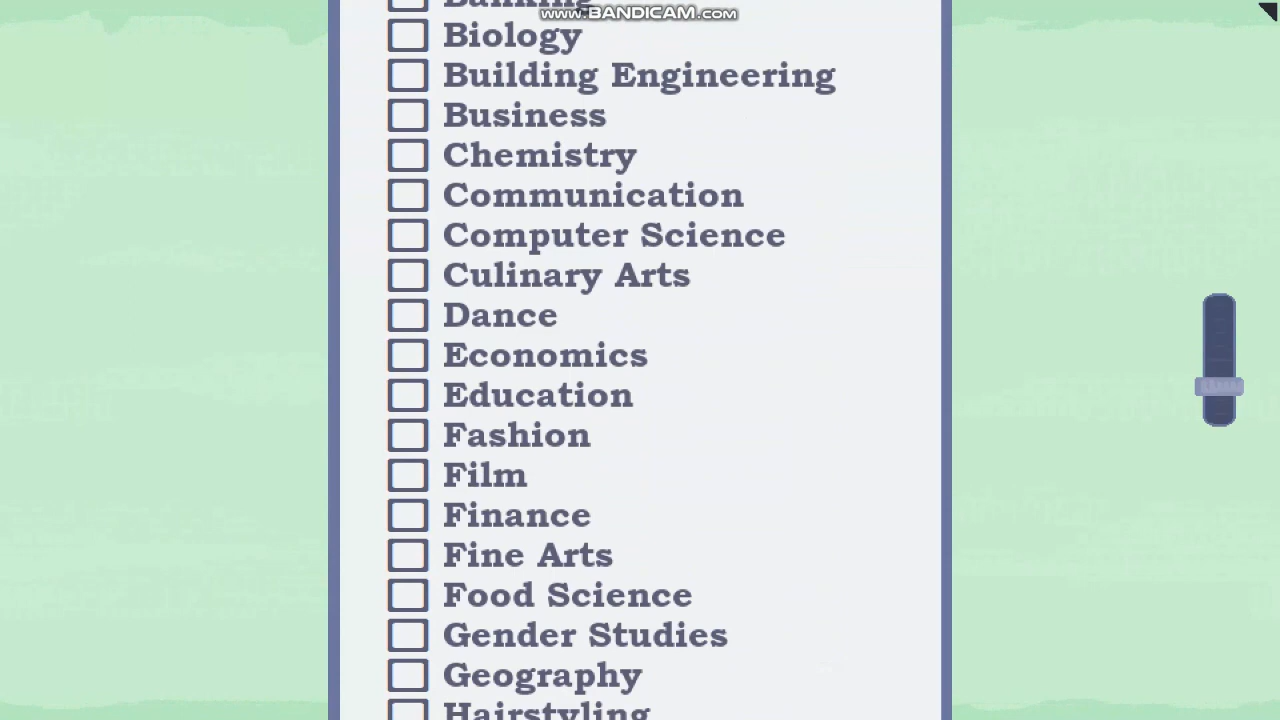 Banking
www.BANDICAM.com
Biology
Building Engineering
Business
Chemistry
Communication
Computer Science
Culinary Arts
Dance
Economics
Education
Fashion
Film
Finance
Fine Arts
Food Science
Gender Studies
Geography
Hairstyling